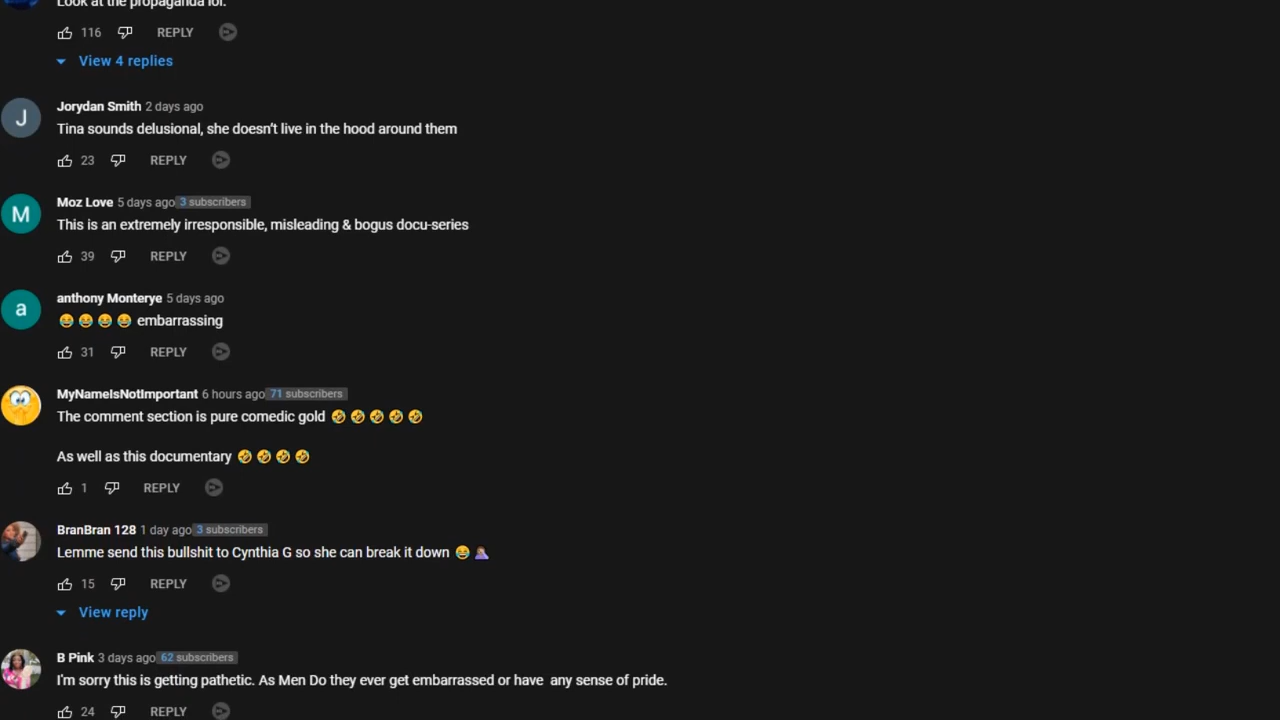 Look at the propaganda lol.
116 REPLY
View 4 replies
J
Jorydan Smith 2 days ago
Tina sounds delusional, she doesn't live in the hood around them
23 REPLY
M
Moz Love 5 days ago 3 subscribers
This is an extremely irresponsible, misleading & bogus docu-series
39 REPLY
a
anthony Monterye 5 days ago
😂 😂 😂 😂 embarrassing
31 REPLY
MyNameIsNotImportant 6 hours ago 71 subscribers
The comment section is pure comedic gold 🤣 🤣 🤣 🤣 🤣
As well as this documentary 🤣 🤣 🤣 🤣
1 REPLY
BranBran 128 1 day ago 3 subscribers
Lemme send this bullshit to Cynthia G so she can break it down 😂 🤦🏽‍♀️
15 REPLY
View reply
B Pink 3 days ago 62 subscribers
I'm sorry this is getting pathetic. As Men Do they ever get embarrassed or have any sense of pride.
24 REPLY